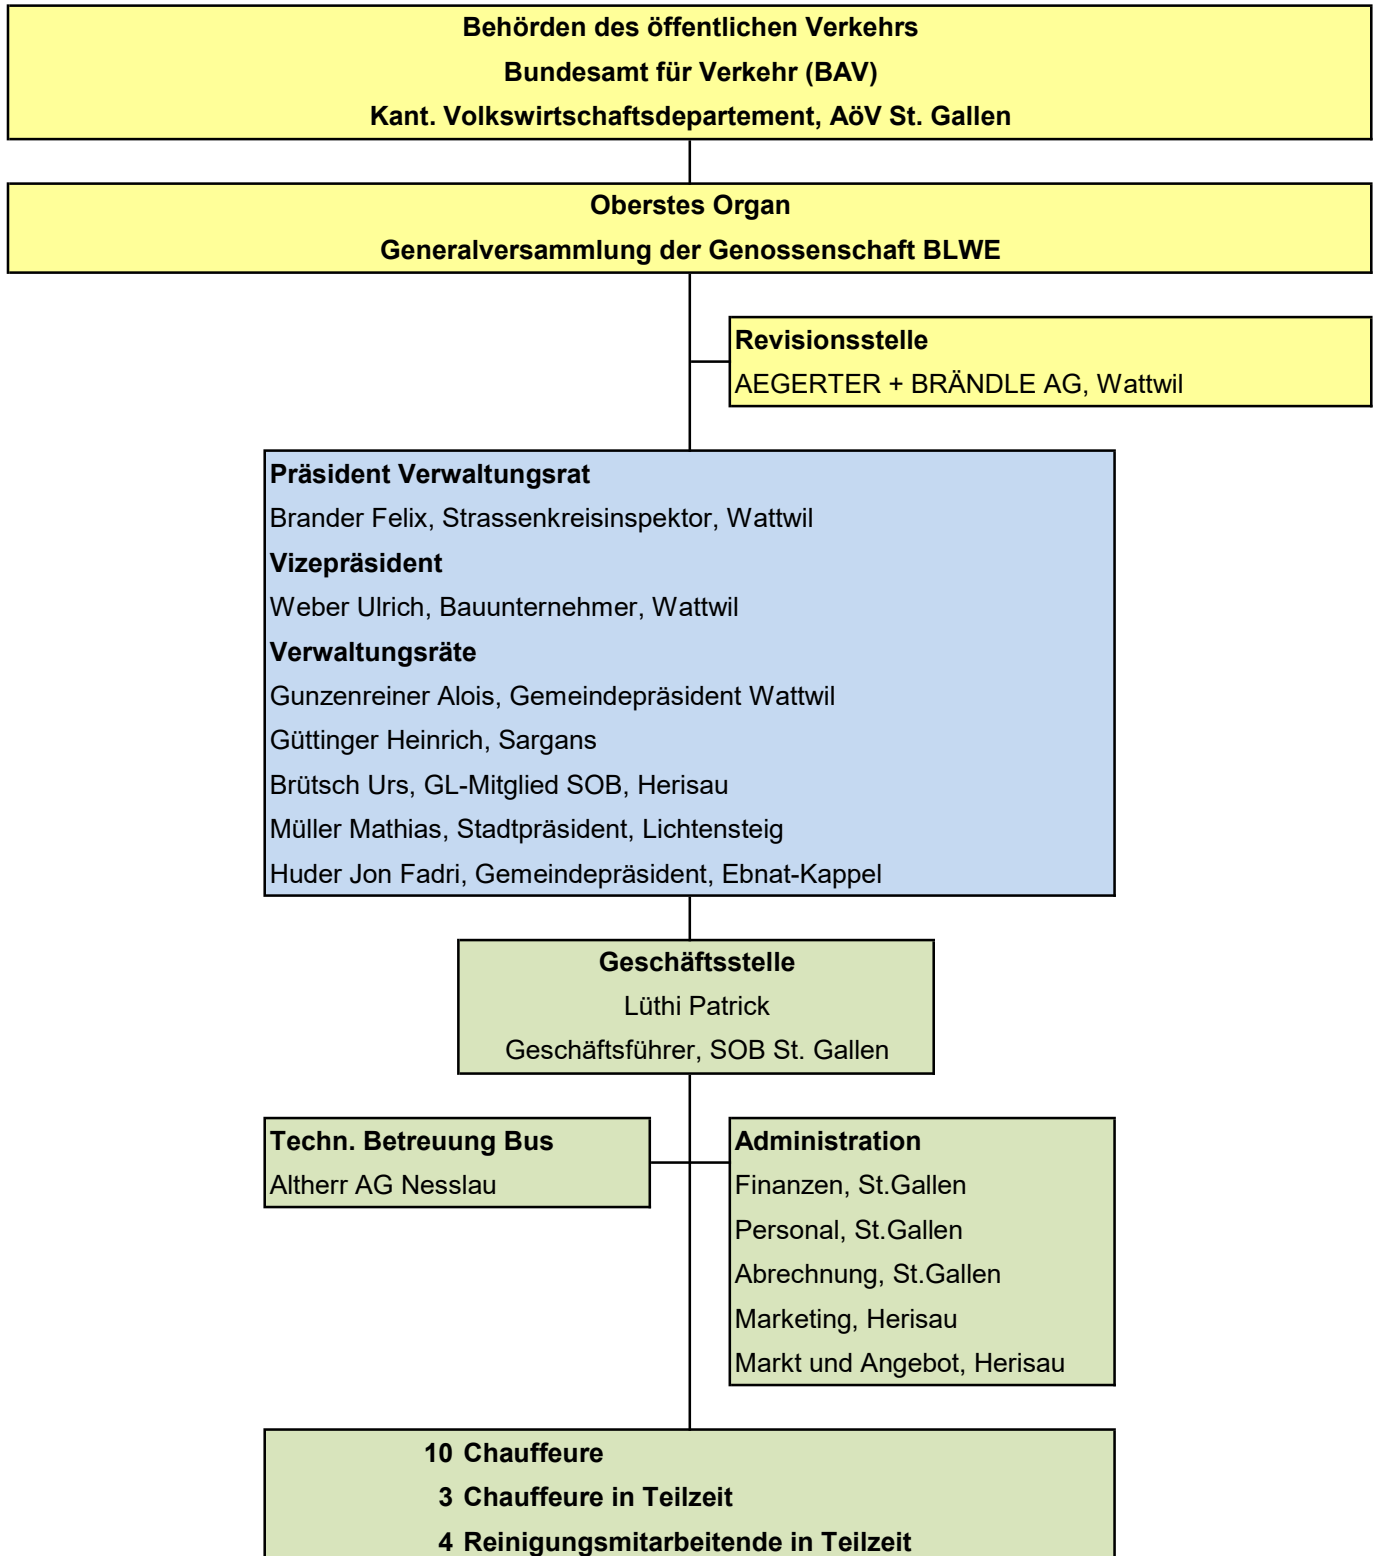 Behörden des öffentlichen Verkehrs
Bundesamt für Verkehr (BAV)
Kant. Volkswirtschaftsdepartement, AöV St. Gallen
Oberstes Organ
Generalversammlung der Genossenschaft BLWE
Revisionsstelle
AEGERTER + BRÄNDLE AG, Wattwil
Präsident Verwaltungsrat
Brander Felix, Strassenkreisinspektor, Wattwil
Vizepräsident
Weber Ulrich, Bauunternehmer, Wattwil
Verwaltungsräte
Gunzenreiner Alois, Gemeindepräsident Wattwil
Güttinger Heinrich, Sargans
Brütsch Urs, GL-Mitglied SOB, Herisau
Müller Mathias, Stadtpräsident, Lichtensteig
Huder Jon Fadri, Gemeindepräsident, Ebnat-Kappel
Geschäftsstelle
Lüthi Patrick
Geschäftsführer, SOB St. Gallen
Techn. Betreuung Bus
Altherr AG Nesslau
Administration
Finanzen, St.Gallen
Personal, St.Gallen
Abrechnung, St.Gallen
Marketing, Herisau
Markt und Angebot, Herisau
10 Chauffeure
3 Chauffeure in Teilzeit
4 Reinigungsmitarbeitende in Teilzeit